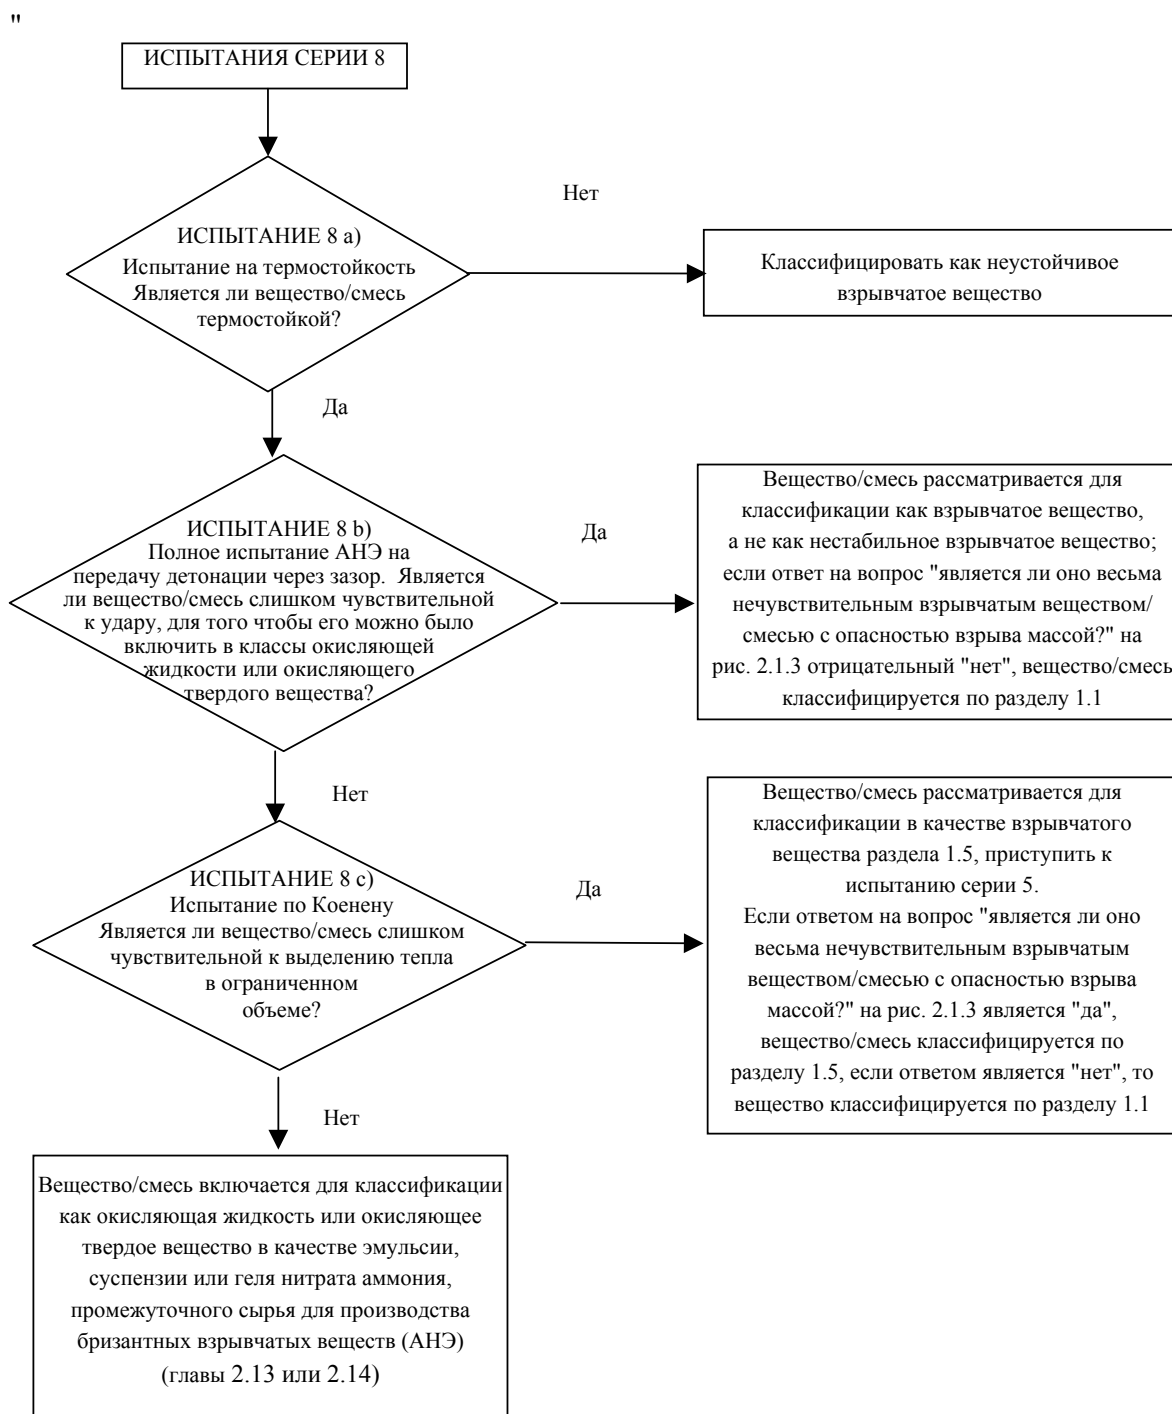 "
ИСПЫТАНИЯ СЕРИИ 8
Нет
ИСПЫТАНИЕ 8 a)
Испытание на термостойкость
Является ли вещество/смесь
термостойкой?
Классифицировать как неустойчивое
взрывчатое вещество
Да
ИСПЫТАНИЕ 8 b)
Полное испытание АНЭ на
передачу детонации через зазор. Является
ли вещество/смесь слишком чувствительной
к удару, для того чтобы его можно было
включить в классы окисляющей
жидкости или окисляющего
твердого вещества?
Да
Вещество/смесь рассматривается для
классификации как взрывчатое вещество,
а не как нестабильное взрывчатое вещество;
если ответ на вопрос "является ли оно весьма
нечувствительным взрывчатым веществом/
смесью с опасностью взрыва массой?" на
рис. 2.1.3 отрицательный "нет", вещество/смесь
классифицируется по разделу 1.1
Нет
ИСПЫТАНИЕ 8 c)
Испытание по Коенену
Является ли вещество/смесь слишком
чувствительной к выделению тепла
в ограниченном
объеме?
Да
Вещество/смесь рассматривается для
классификации в качестве взрывчатого
вещества раздела 1.5, приступить к
испытанию серии 5.
Если ответом на вопрос "является ли оно
весьма нечувствительным взрывчатым
веществом/смесью с опасностью взрыва
массой?" на рис. 2.1.3 является "да",
вещество/смесь классифицируется по
разделу 1.5, если ответом является "нет", то
вещество классифицируется по разделу 1.1
Нет
Вещество/смесь включается для классификации
как окисляющая жидкость или окисляющее
твердое вещество в качестве эмульсии,
суспензии или геля нитрата аммония,
промежуточного сырья для производства
бризантных взрывчатых веществ (АНЭ)
(главы 2.13 или 2.14)